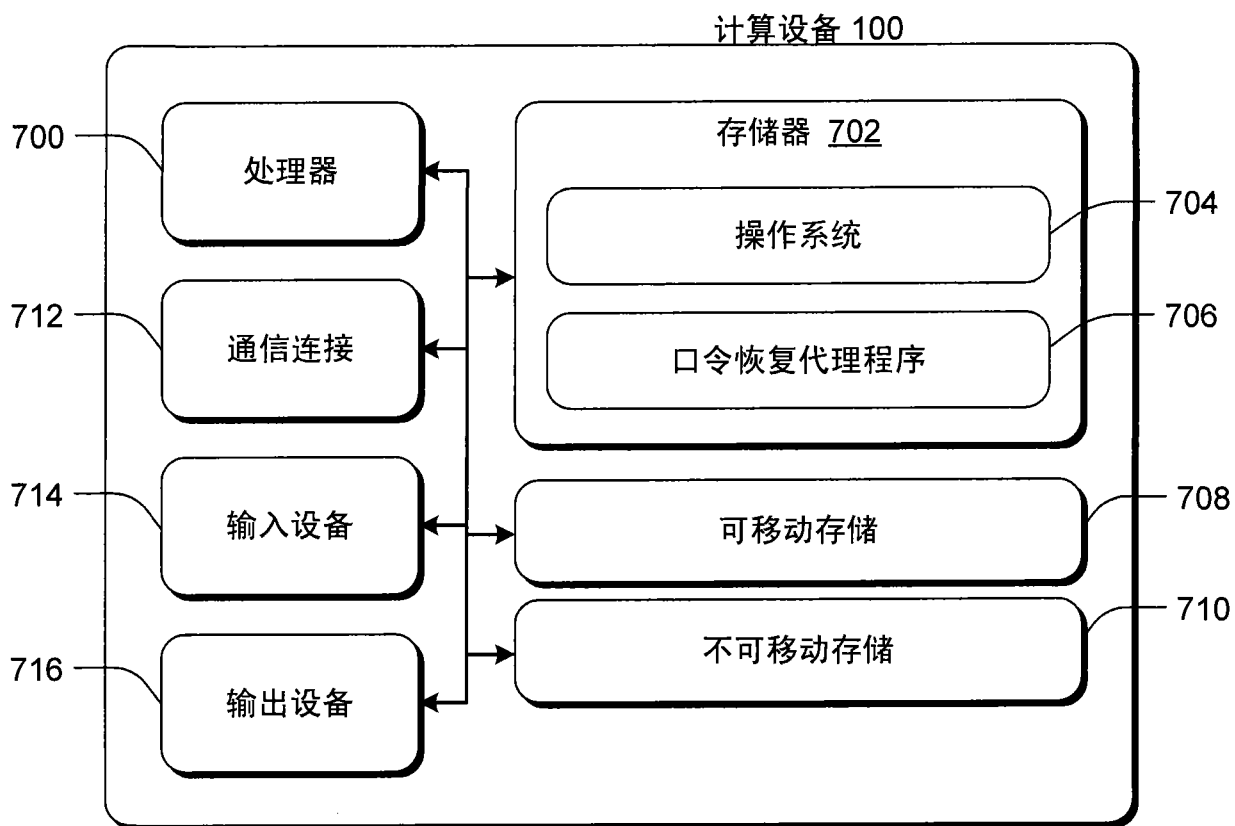 计算设备 100
700
处理器
712
通信连接
714
输入设备
716
输出设备
存储器 702
操作系统
704
口令恢复代理程序
706
可移动存储
708
不可移动存储
710